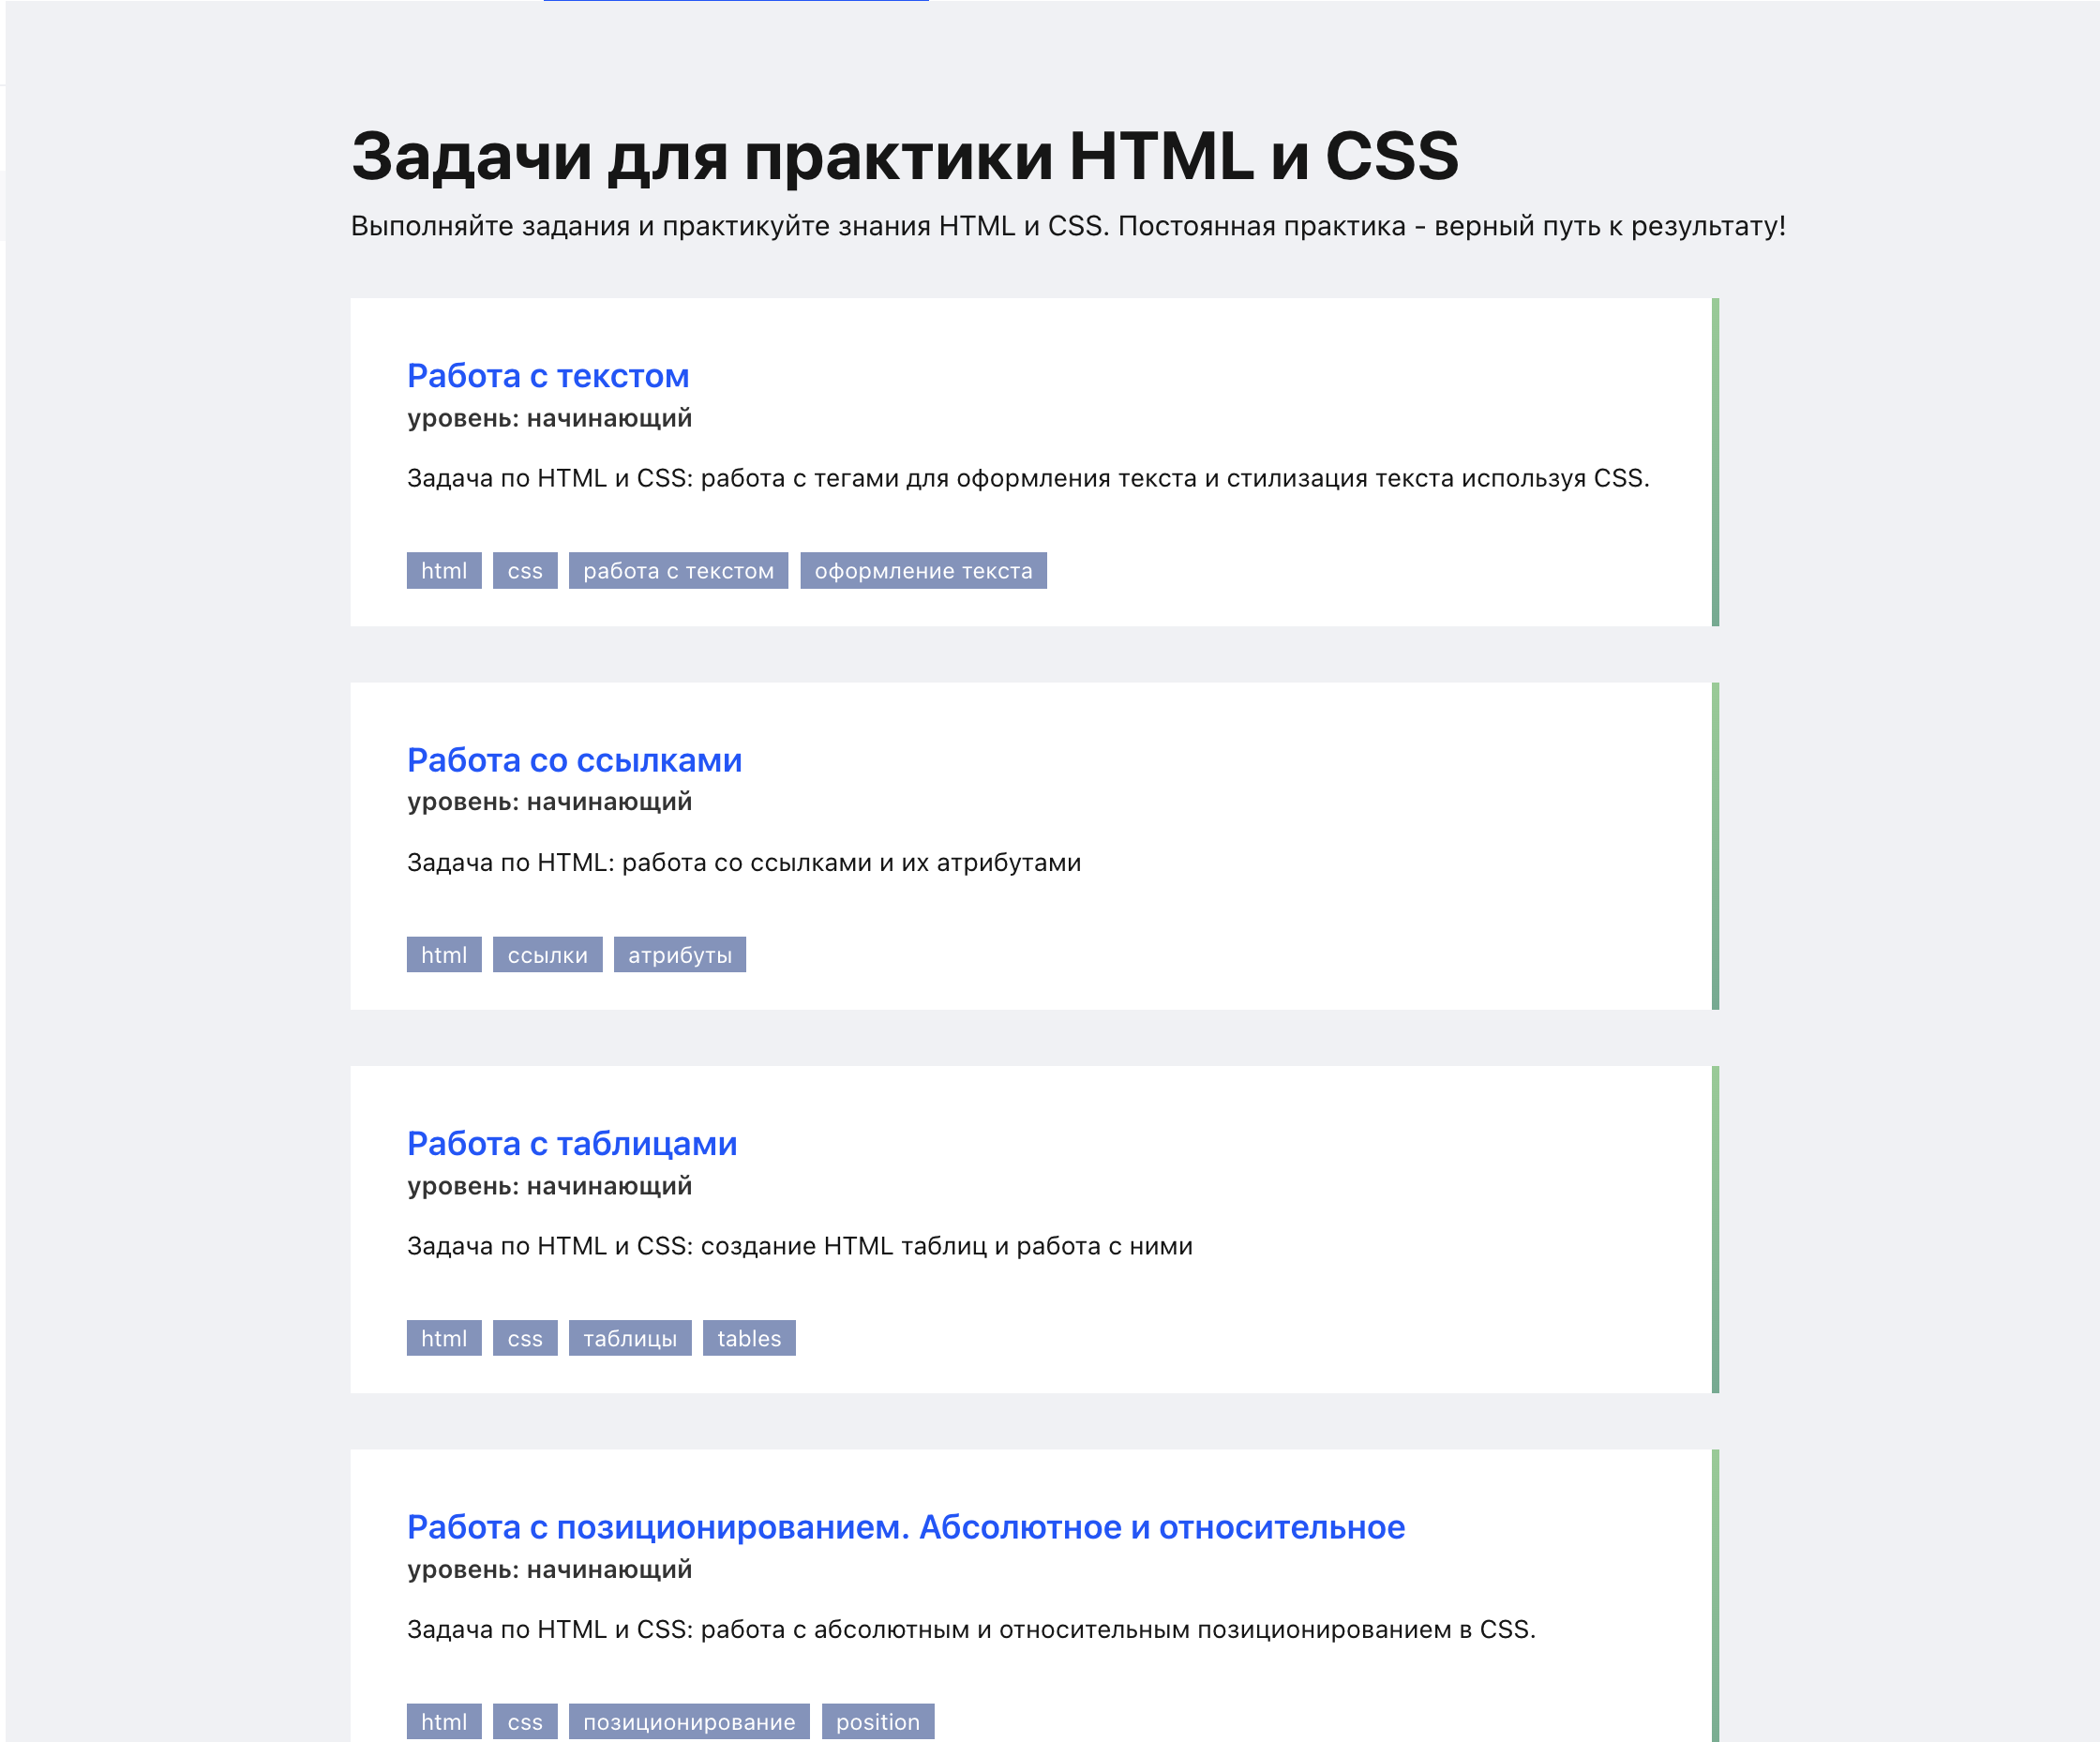 Задачи для практики HTML и CSS
Выполняйте задания и практикуйте знания HTML и CSS. Постоянная практика - верный путь к результату!
Работа с текстом
уровень: начинающий
Задача по HTML и CSS: работа с тегами для оформления текста и стилизация текста используя CSS.
html css работа с текстом оформление текста
Работа со ссылками
уровень: начинающий
Задача по HTML: работа со ссылками и их атрибутами
html ссылки атрибуты
Работа с таблицами
уровень: начинающий
Задача по HTML и CSS: создание HTML таблиц и работа с ними
html css таблицы tables
Работа с позиционированием. Абсолютное и относительное
уровень: начинающий
Задача по HTML и CSS: работа с абсолютным и относительным позиционированием в CSS.
html css позиционирование position